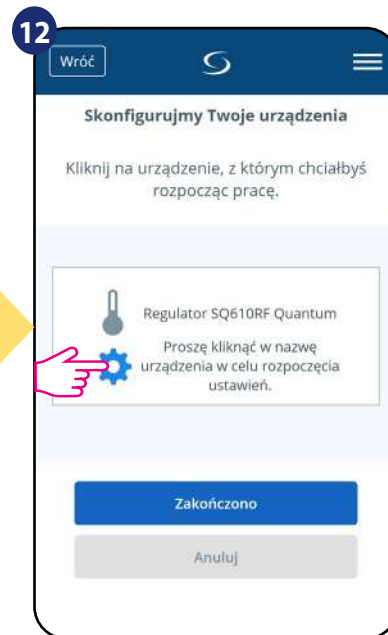 12
Wróć
Skonfigurujmy Twoje urządzenia
Kliknij na urządzenie, z którym chciałbyś
rozpocząc pracę.
Regulator SQ610RF Quantum
Proszę kliknąć w nazwę
urządzenia w celu rozpoczęcia
ustawień.
Zakończono
Anuluj